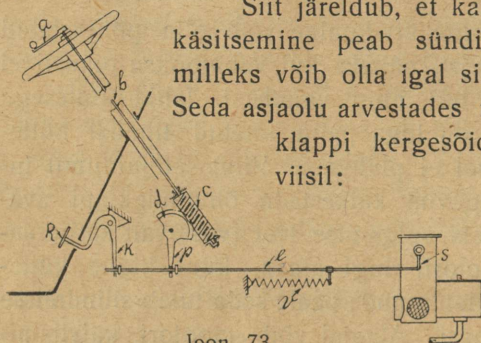 Siit järeldub, et ka
käsitsemine peab sündi
milleks võib olla igal si
Seda asjaolu arvestades
klappi kergesõid
viisil:
a
b
c
d
R
k
p
e
v
s
Joon. 73